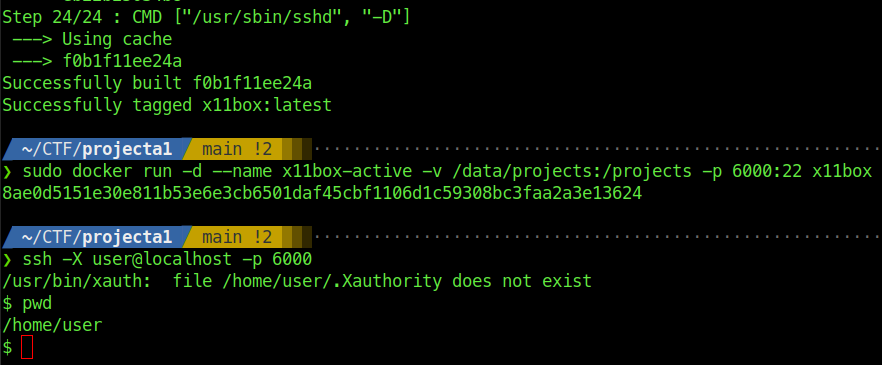 Step 24/24 : CMD ["/usr/sbin/sshd", "-D"]
 ---> Using cache
 ---> f0b1f11ee24a
Successfully built f0b1f11ee24a
Successfully tagged x11box:latest
~/CTF/projecta1 main !2
❯ sudo docker run -d --name x11box-active -v /data/projects:/projects -p 6000:22 x11box
8ae0d5151e30e811b53e6e3cb6501daf45cbf1106d1c59308bc3faa2a3e13624
~/CTF/projecta1 main !2
❯ ssh -X user@localhost -p 6000
/usr/bin/xauth:  file /home/user/.Xauthority does not exist
$ pwd
/home/user
$